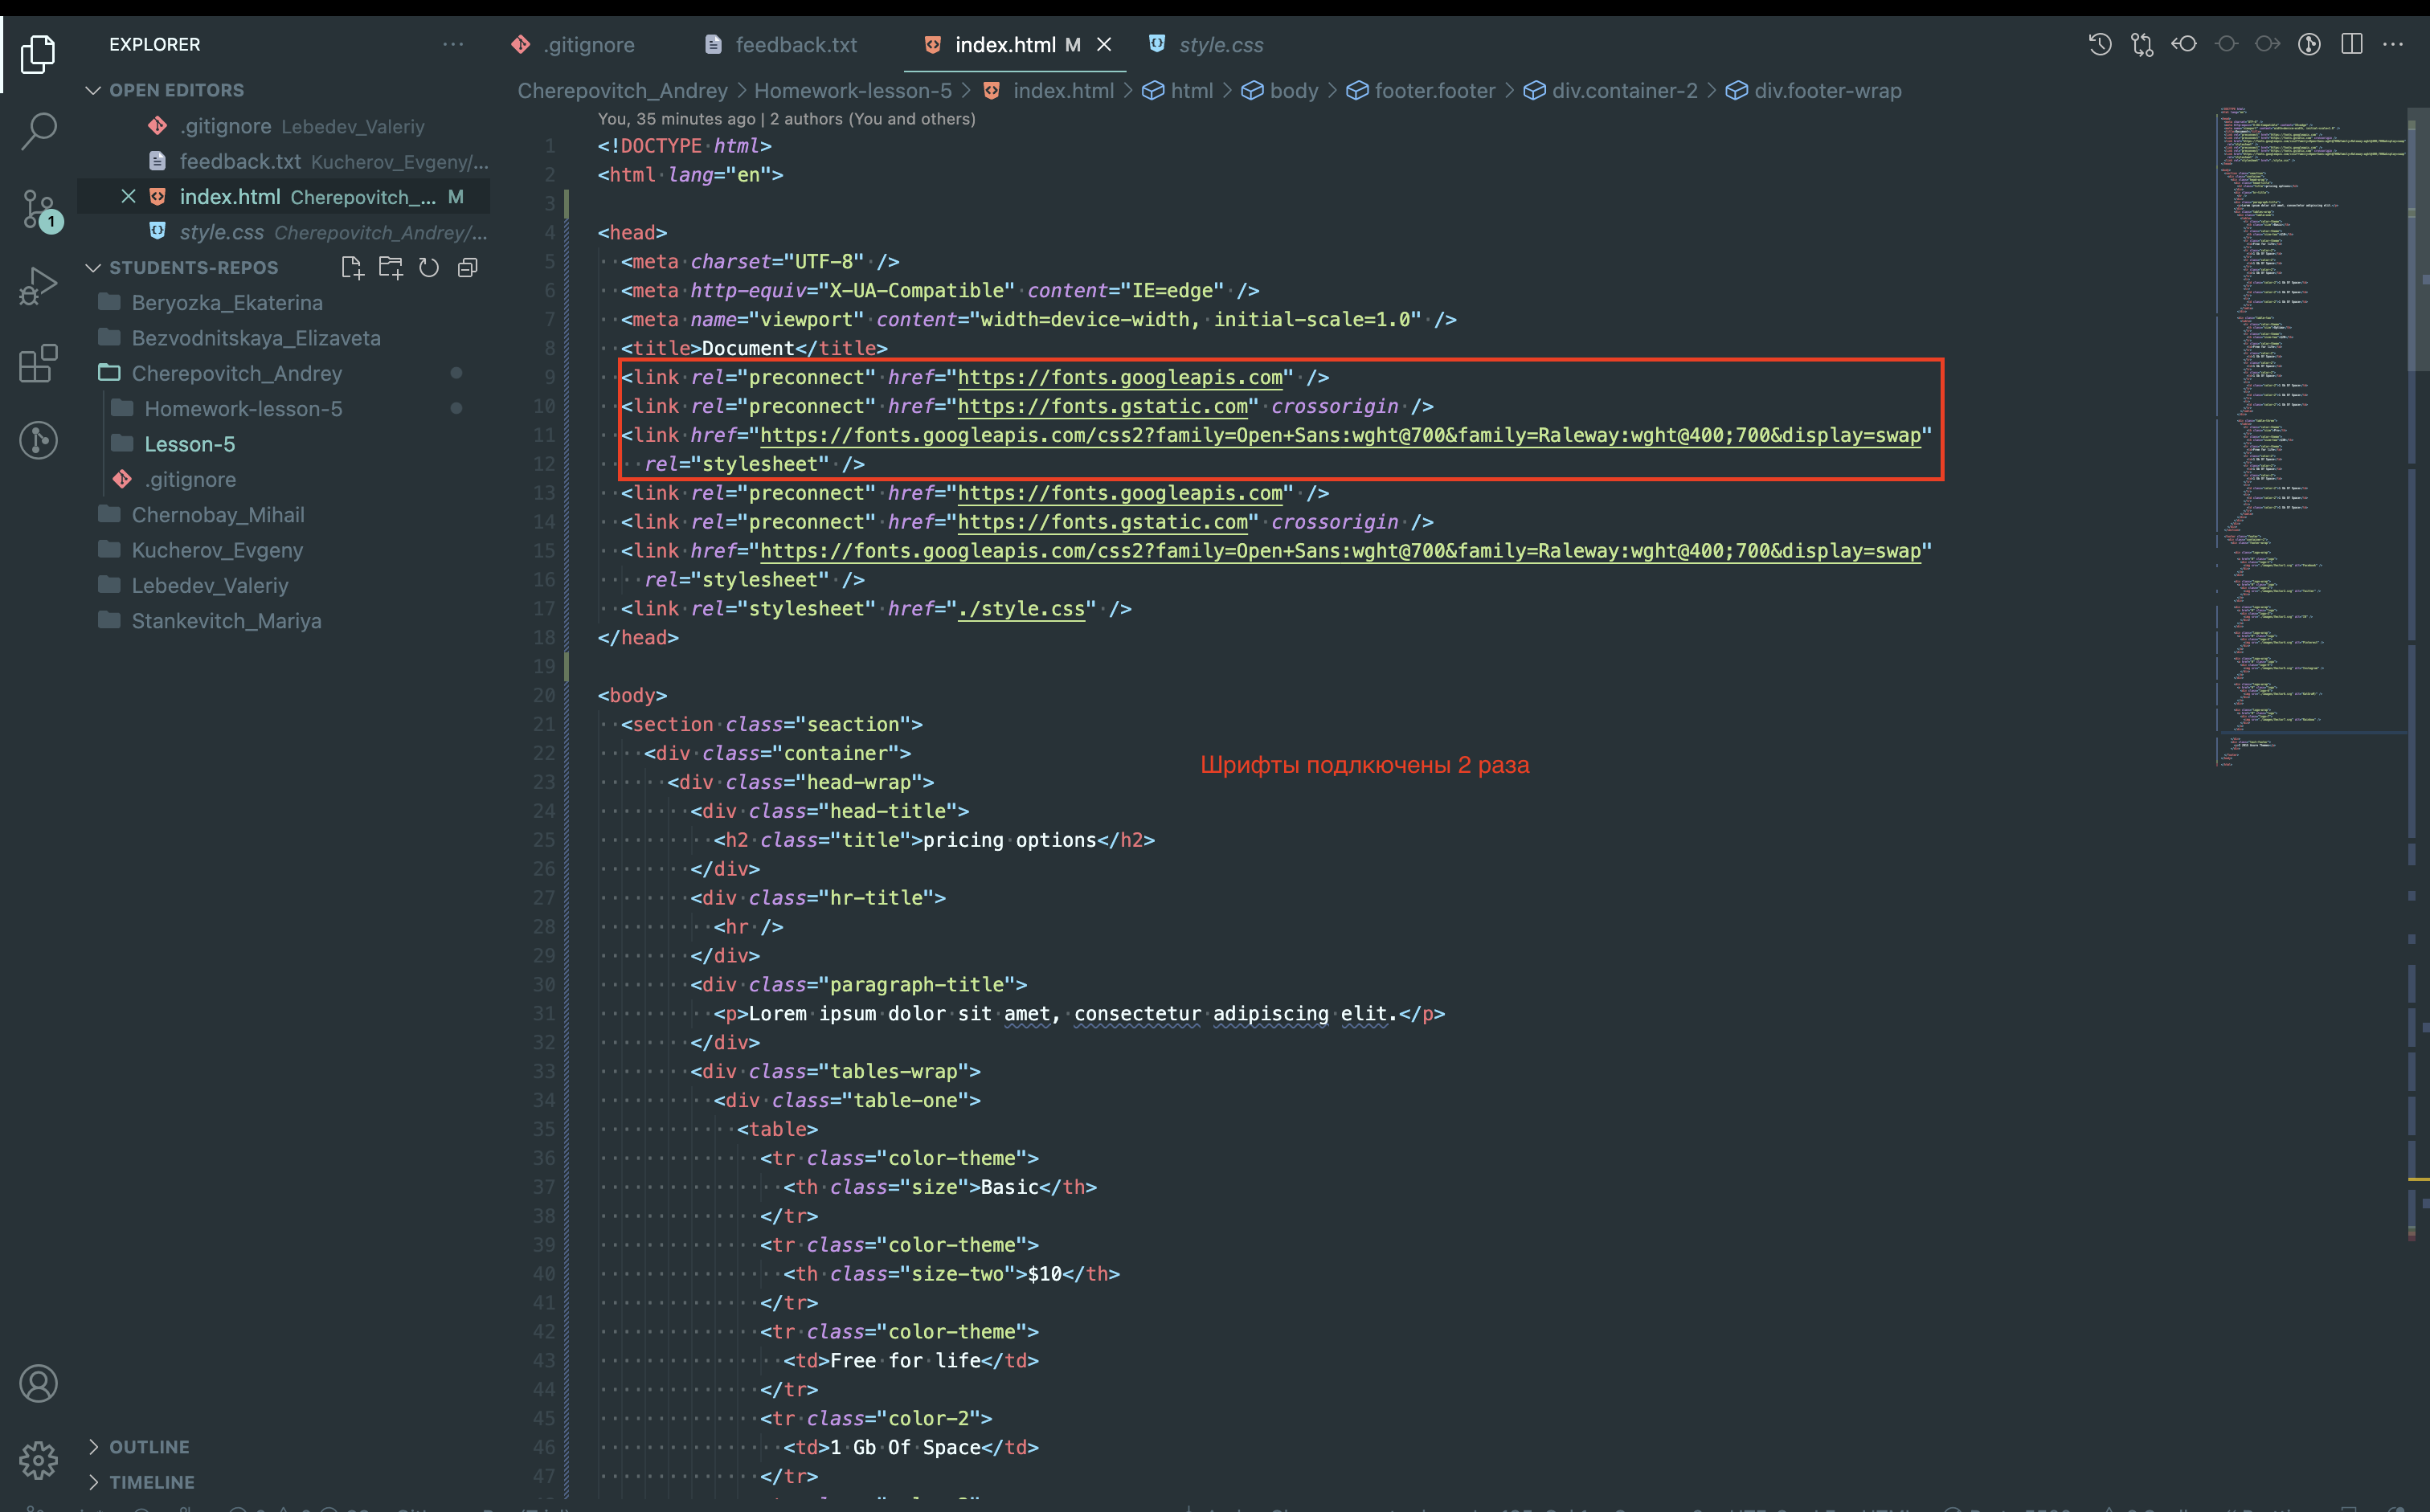 EXPLORER
OPEN EDITORS
.gitignore Lebedev_Valeriy
feedback.txt Kucherov_Evgeny/...
index.html Cherepovitch_... M
style.css Cherepovitch_Andrey/...
STUDENTS-REPOS
Beryozka_Ekaterina
Bezvodnitskaya_Elizaveta
Cherepovitch_Andrey
Homework-lesson-5
Lesson-5
.gitignore
Chernobay_Mihail
Kucherov_Evgeny
Lebedev_Valeriy
Stankevitch_Mariya
1
OUTLINE
TIMELINE
.gitignore feedback.txt index.html M style.css
Cherepovitch_Andrey > Homework-lesson-5 > index.html > html > body > footer.footer > div.container-2 > div.footer-wrap
You, 35 minutes ago | 2 authors (You and others)
1 <!DOCTYPE html>
2 <html lang="en">
3
4 <head>
5 <meta charset="UTF-8" />
6 <meta http-equiv="X-UA-Compatible" content="IE=edge" />
7 <meta name="viewport" content="width=device-width, initial-scale=1.0" />
8 <title>Document</title>
9 <link rel="preconnect" href="https://fonts.googleapis.com" />
10 <link rel="preconnect" href="https://fonts.gstatic.com" crossorigin />
11 <link href="https://fonts.googleapis.com/css2?family=Open+Sans:wght@700&family=Raleway:wght@400;700&display=swap"
12 rel="stylesheet" />
13 <link rel="preconnect" href="https://fonts.googleapis.com" />
14 <link rel="preconnect" href="https://fonts.gstatic.com" crossorigin />
15 <link href="https://fonts.googleapis.com/css2?family=Open+Sans:wght@700&family=Raleway:wght@400;700&display=swap"
16 rel="stylesheet" />
17 <link rel="stylesheet" href="./style.css" />
18 </head>
19
20 <body>
21 <section class="seaction">
22 <div class="container">
23 <div class="head-wrap">
24 <div class="head-title">
25 <h2 class="title">pricing options</h2>
26 </div>
27 <div class="hr-title">
28 <hr />
29 </div>
30 <div class="paragraph-title">
31 <p>Lorem ipsum dolor sit amet, consectetur adipiscing elit.</p>
32 </div>
33 <div class="tables-wrap">
34 <div class="table-one">
35 <table>
36 <tr class="color-theme">
37 <th class="size">Basic</th>
38 </tr>
39 <tr class="color-theme">
40 <th class="size-two">$10</th>
41 </tr>
42 <tr class="color-theme">
43 <td>Free for life</td>
44 </tr>
45 <tr class="color-2">
46 <td>1 Gb Of Space</td>
47 </tr>
Шрифты подлкючены 2 раза